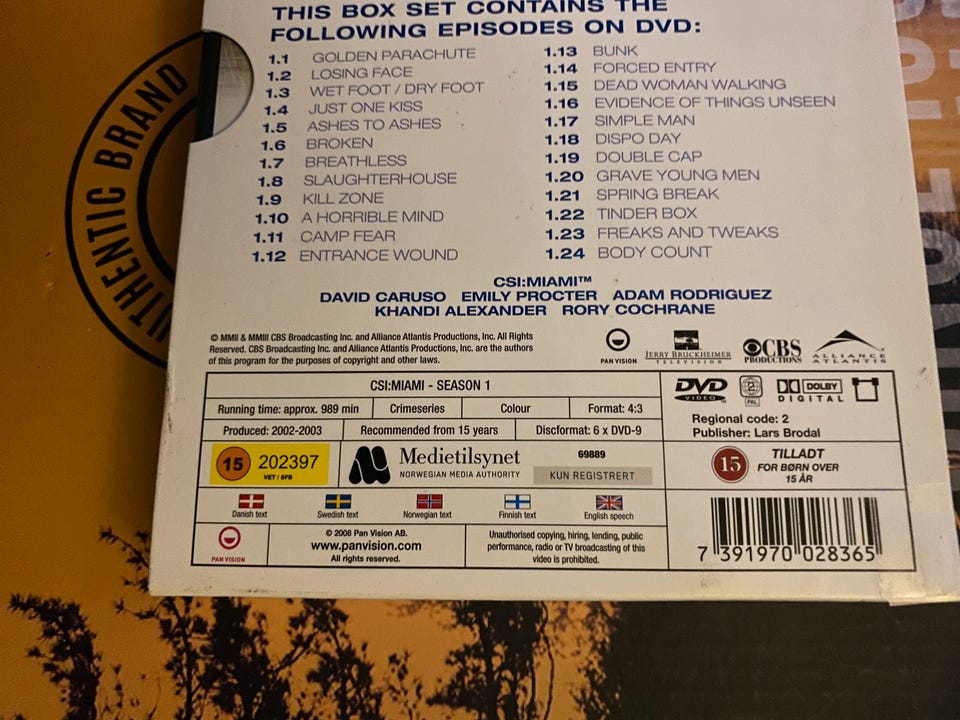 THIS BOX SET CONTAINS THE
FOLLOWING EPISODES ON DVD:
1.1 GOLDEN PARACHUTE
1.2 LOSING FACE
1.3 WET FOOT / DRY FOOT
1.4 JUST ONE KISS
1.5 ASHES TO ASHES
1.6 BROKEN
1.7 BREATHLESS
1.8 SLAUGHTERHOUSE
1.9 KILL ZONE
1.10 A HORRIBLE MIND
1.11 CAMP FEAR
1.12 ENTRANCE WOUND
1.13 BUNK
1.14 FORCED ENTRY
1.15 DEAD WOMAN WALKING
1.16 EVIDENCE OF THINGS UNSEEN
1.17 SIMPLE MAN
1.18 DISPO DAY
1.19 DOUBLE CAP
1.20 GRAVE YOUNG MEN
1.21 SPRING BREAK
1.22 TINDER BOX
1.23 FREAKS AND TWEAKS
1.24 BODY COUNT
CSI:MIAMI™
DAVID CARUSO EMILY PROCTER ADAM RODRIGUEZ
KHANDI ALEXANDER RORY COCHRANE
© MMII & MMIII CBS Broadcasting Inc. and Alliance Atlantis Productions, Inc. All Rights
Reserved. CBS Broadcasting Inc. and Alliance Atlantis Productions, Inc. are the authors
of this program for the purposes of copyright and other laws.
PAN VISION
JERRY BRUCKHEIMER
TELEVISION
CBS
PRODUCTIONS
ALLIANCE
ATLANTIS
CSI:MIAMI - SEASON 1
Running time: approx. 989 min Crimeseries Colour Format: 4:3
Produced: 2002-2003 Recommended from 15 years Discformat: 6 x DVD-9
DVD
VIDEO
2
PAL
DOLBY
DIGITAL
Regional code: 2
Publisher: Lars Brodal
15 202397
VET / SFB
Medietilsynet
NORWEGIAN MEDIA AUTHORITY
69889
KUN REGISTRERT
15
TILLADT
FOR BØRN OVER
15 ÅR
Danish text
Swedish text
Norwegian text
Finnish text
English speech
PAN VISION
© 2008 Pan Vision AB.
www.panvision.com
All rights reserved.
Unauthorised copying, hiring, lending, public
performance, radio or TV broadcasting of this
video is prohibited.
7 391970 028365
THENTIC BRAND